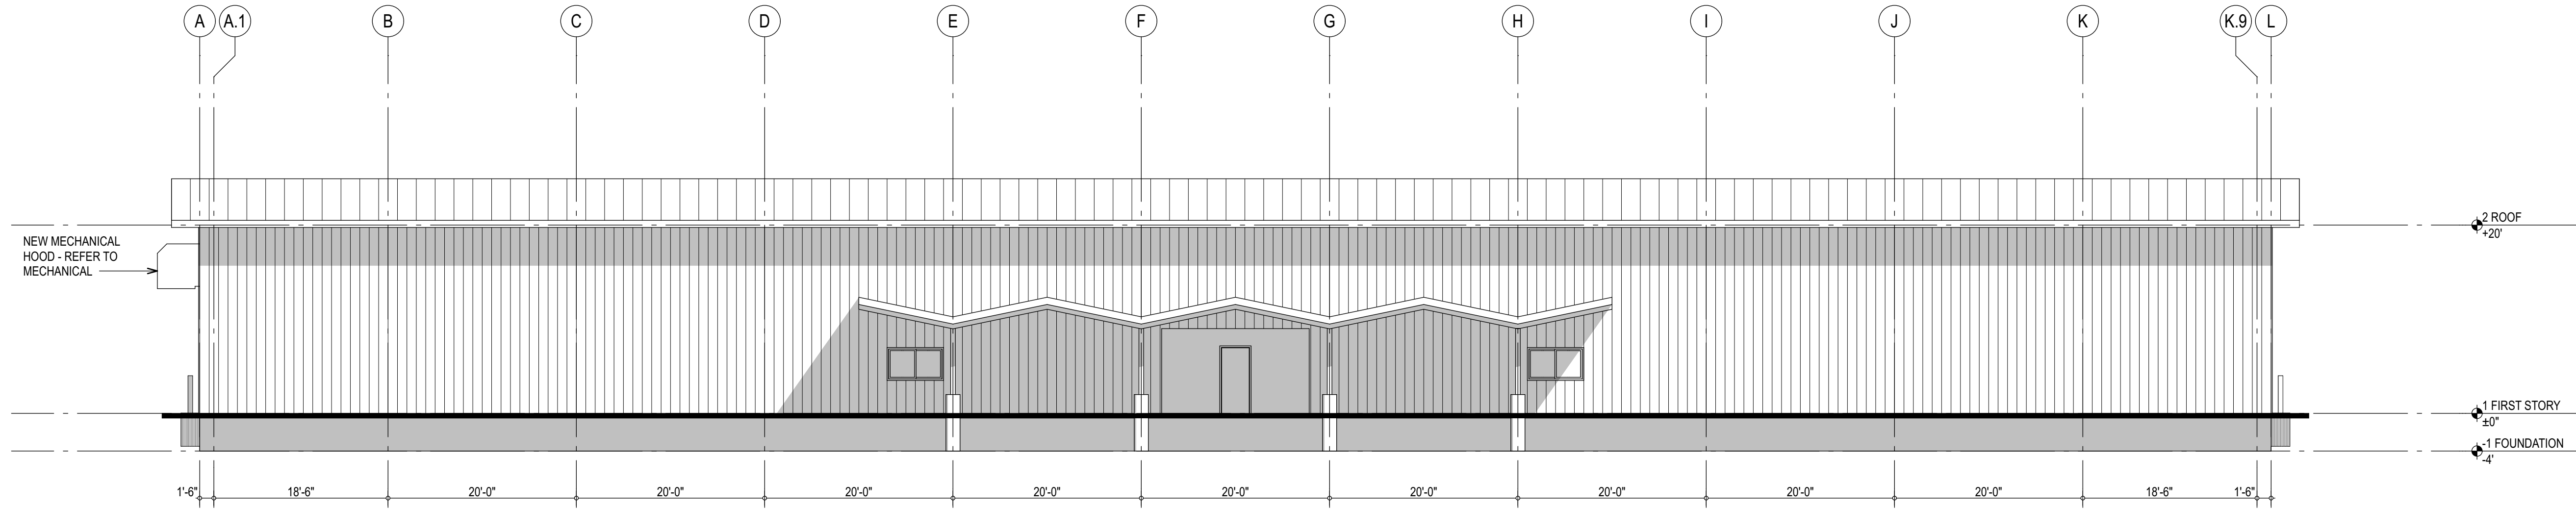 A A.1 B C D E F G H I J K K.9 L
NEW MECHANICAL
HOOD - REFER TO
MECHANICAL
2 ROOF
+20'
1 FIRST STORY
±0"
-1 FOUNDATION
-4'
1'-6" 18'-6" 20'-0" 20'-0" 20'-0" 20'-0" 20'-0" 20'-0" 20'-0" 20'-0" 20'-0" 18'-6" 1'-6"